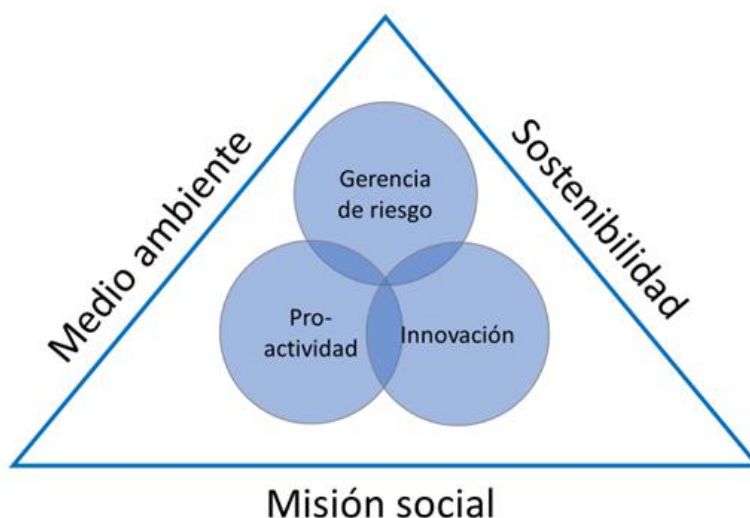 Medio ambiente
Sostenibilidad
Gerencia
de riesgo
Pro-
actividad
Innovación
Misión social